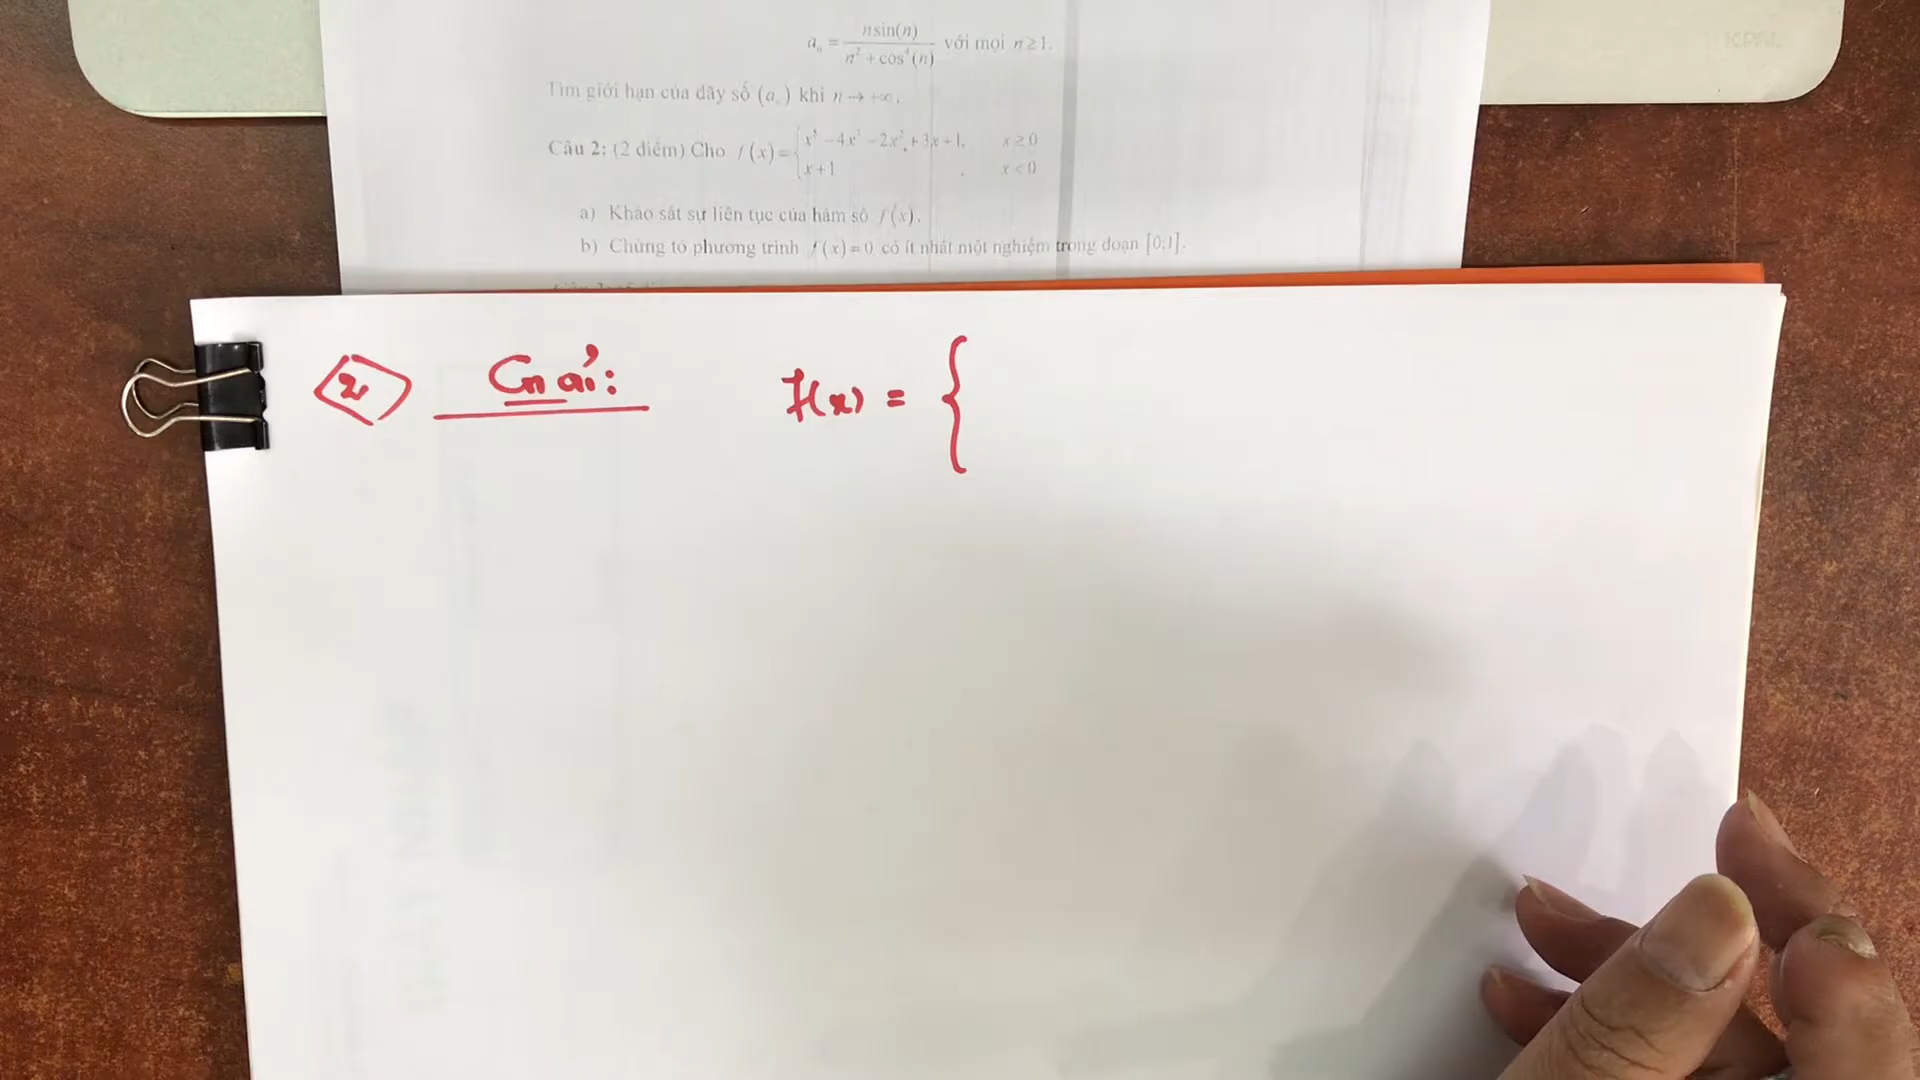 aₙ = n sin(n) / (n² + cos⁴(n)) với mọi n ≥ 1.
Tìm giới hạn của dãy số (aₙ) khi n → +∞.
Câu 2: (2 điểm) Cho f(x) = { x⁵ − 4x³ − 2x² + 3x + 1, x ≥ 0
x + 1 , x < 0
a) Khảo sát sự liên tục của hàm số f(x).
b) Chứng tỏ phương trình f(x) = 0 có ít nhất một nghiệm trong đoạn [0;1].
2 Giải: f(x) = {